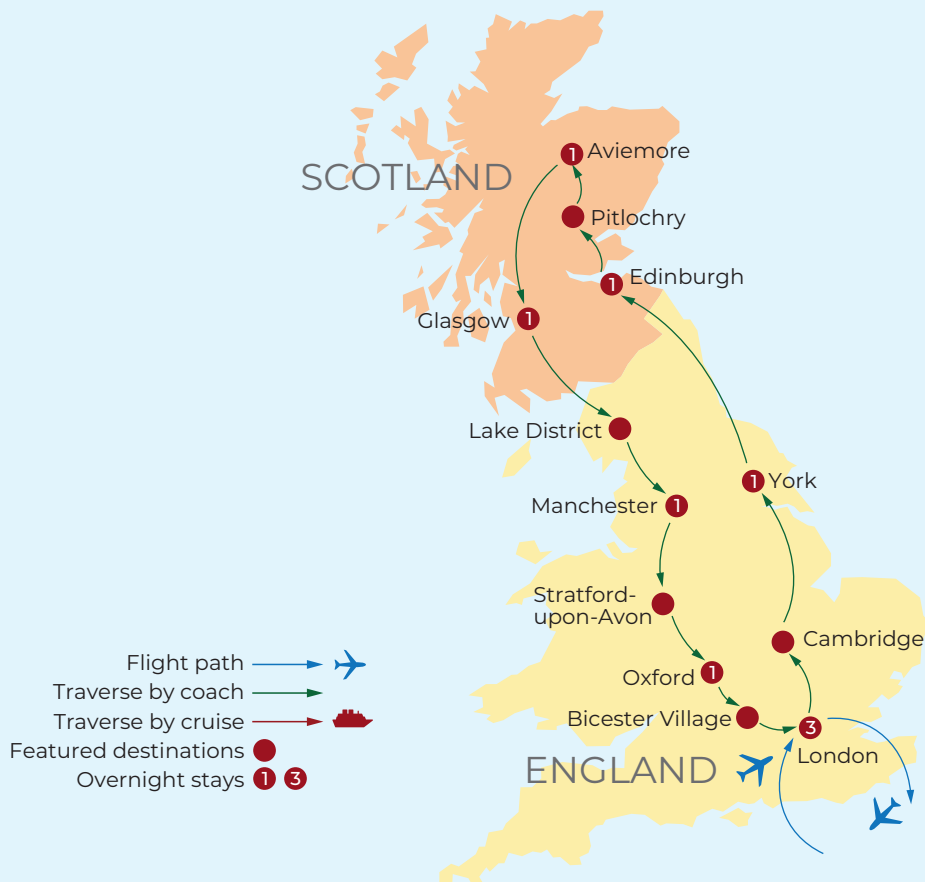 SCOTLAND
1
Aviemore
Pitlochry
1
Edinburgh
Glasgow
1
Lake District
1
York
Manchester
1
Stratford-
upon-Avon
Cambridge
Oxford
1
Bicester Village
3
London
ENGLAND
Flight path
Traverse by coach
Traverse by cruise
Featured destinations
Overnight stays
1
3